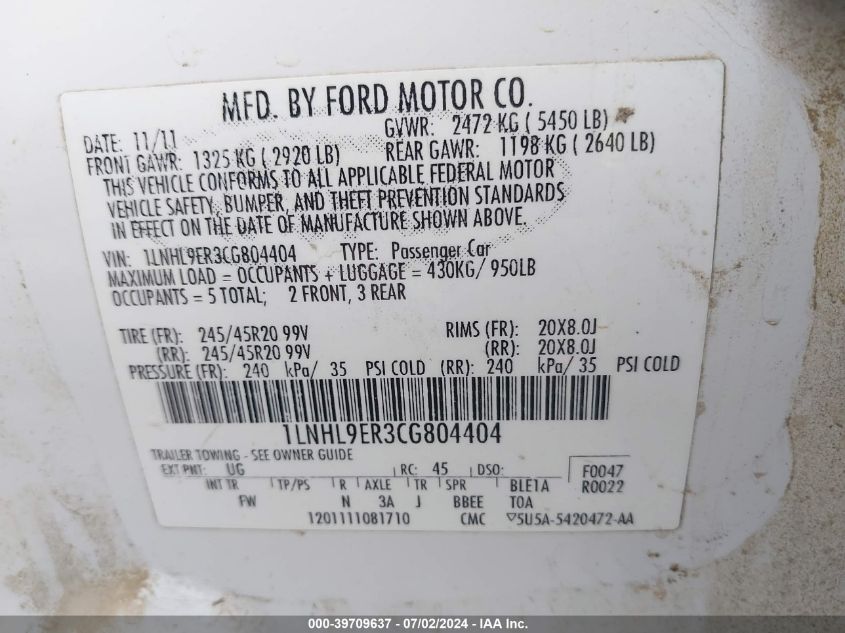 MFD. BY FORD MOTOR CO.
DATE: 11/11 GVWR: 2472 KG ( 5450 LB)
FRONT GAWR: 1325 KG ( 2920 LB) REAR GAWR: 1198 KG ( 2640 LB)
THIS VEHICLE CONFORMS TO ALL APPLICABLE FEDERAL MOTOR
VEHICLE SAFETY, BUMPER, AND THEFT PREVENTION STANDARDS
IN EFFECT ON THE DATE OF MANUFACTURE SHOWN ABOVE.
VIN: 1LNHL9ER3CG804404 TYPE: Passenger Car
MAXIMUM LOAD = OCCUPANTS + LUGGAGE = 430KG/ 950LB
OCCUPANTS = 5 TOTAL; 2 FRONT, 3 REAR
TIRE (FR): 245/45R20 99V RIMS (FR): 20X8.0J
(RR): 245/45R20 99V (RR): 20X8.0J
PRESSURE (FR): 240 kPa/ 35 PSI COLD (RR): 240 kPa/ 35 PSI COLD
1LNHL9ER3CG804404
TRAILER TOWING - SEE OWNER GUIDE
EXT PNT: UG RC: 45 DSO: F0047
INT TR TP/PS R AXLE TR SPR BLE1A R0022
FW N 3A J BBEE T0A
1201111081710 CMC 5U5A-5420472-AA
000-39709637 - 07/02/2024 - IAA Inc.